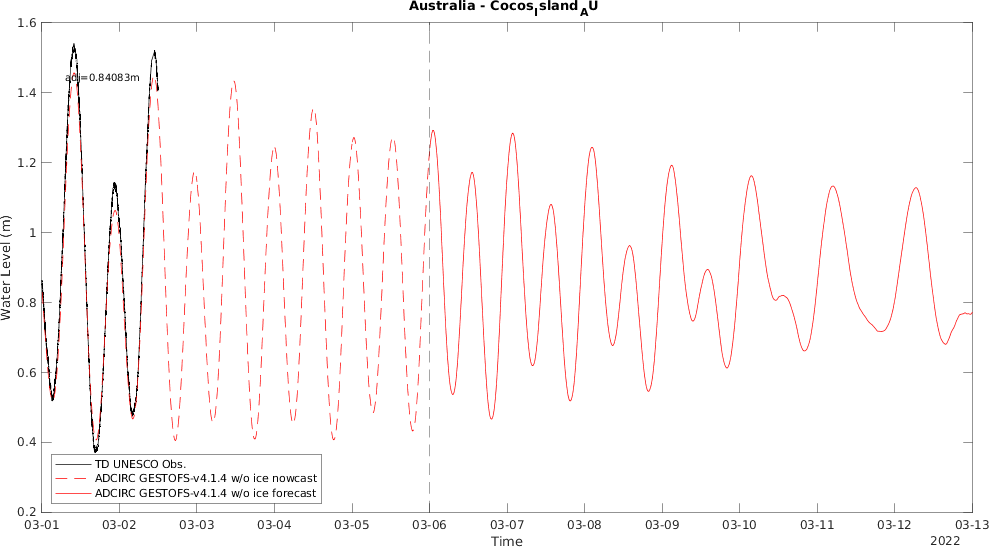 Australia - Cocos_Island_AU
1.6
1.4
1.2
1
0.8
0.6
0.4
0.2
Water Level (m)
adj=0.84083m
TD UNESCO Obs.
ADCIRC GESTOFS-v4.1.4 w/o ice nowcast
ADCIRC GESTOFS-v4.1.4 w/o ice forecast
03-01 03-02 03-03 03-04 03-05 03-06 03-07 03-08 03-09 03-10 03-11 03-12 03-13
Time
2022